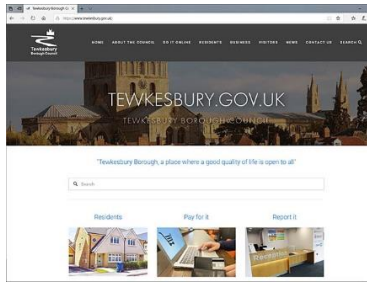 Tewkesbury Borough C
https://www.tewkesbury.gov.uk
Tewkesbury
Borough Council
HOME ABOUT THE COUNCIL DO IT ONLINE RESIDENTS BUSINESS VISITORS NEWS CONTACT US SEARCH
TEWKESBURY.GOV.UK
TEWKESBURY BOROUGH COUNCIL
"Tewkesbury Borough, a place where a good quality of life is open to all"
Search
Residents Pay for it Report it
Reception